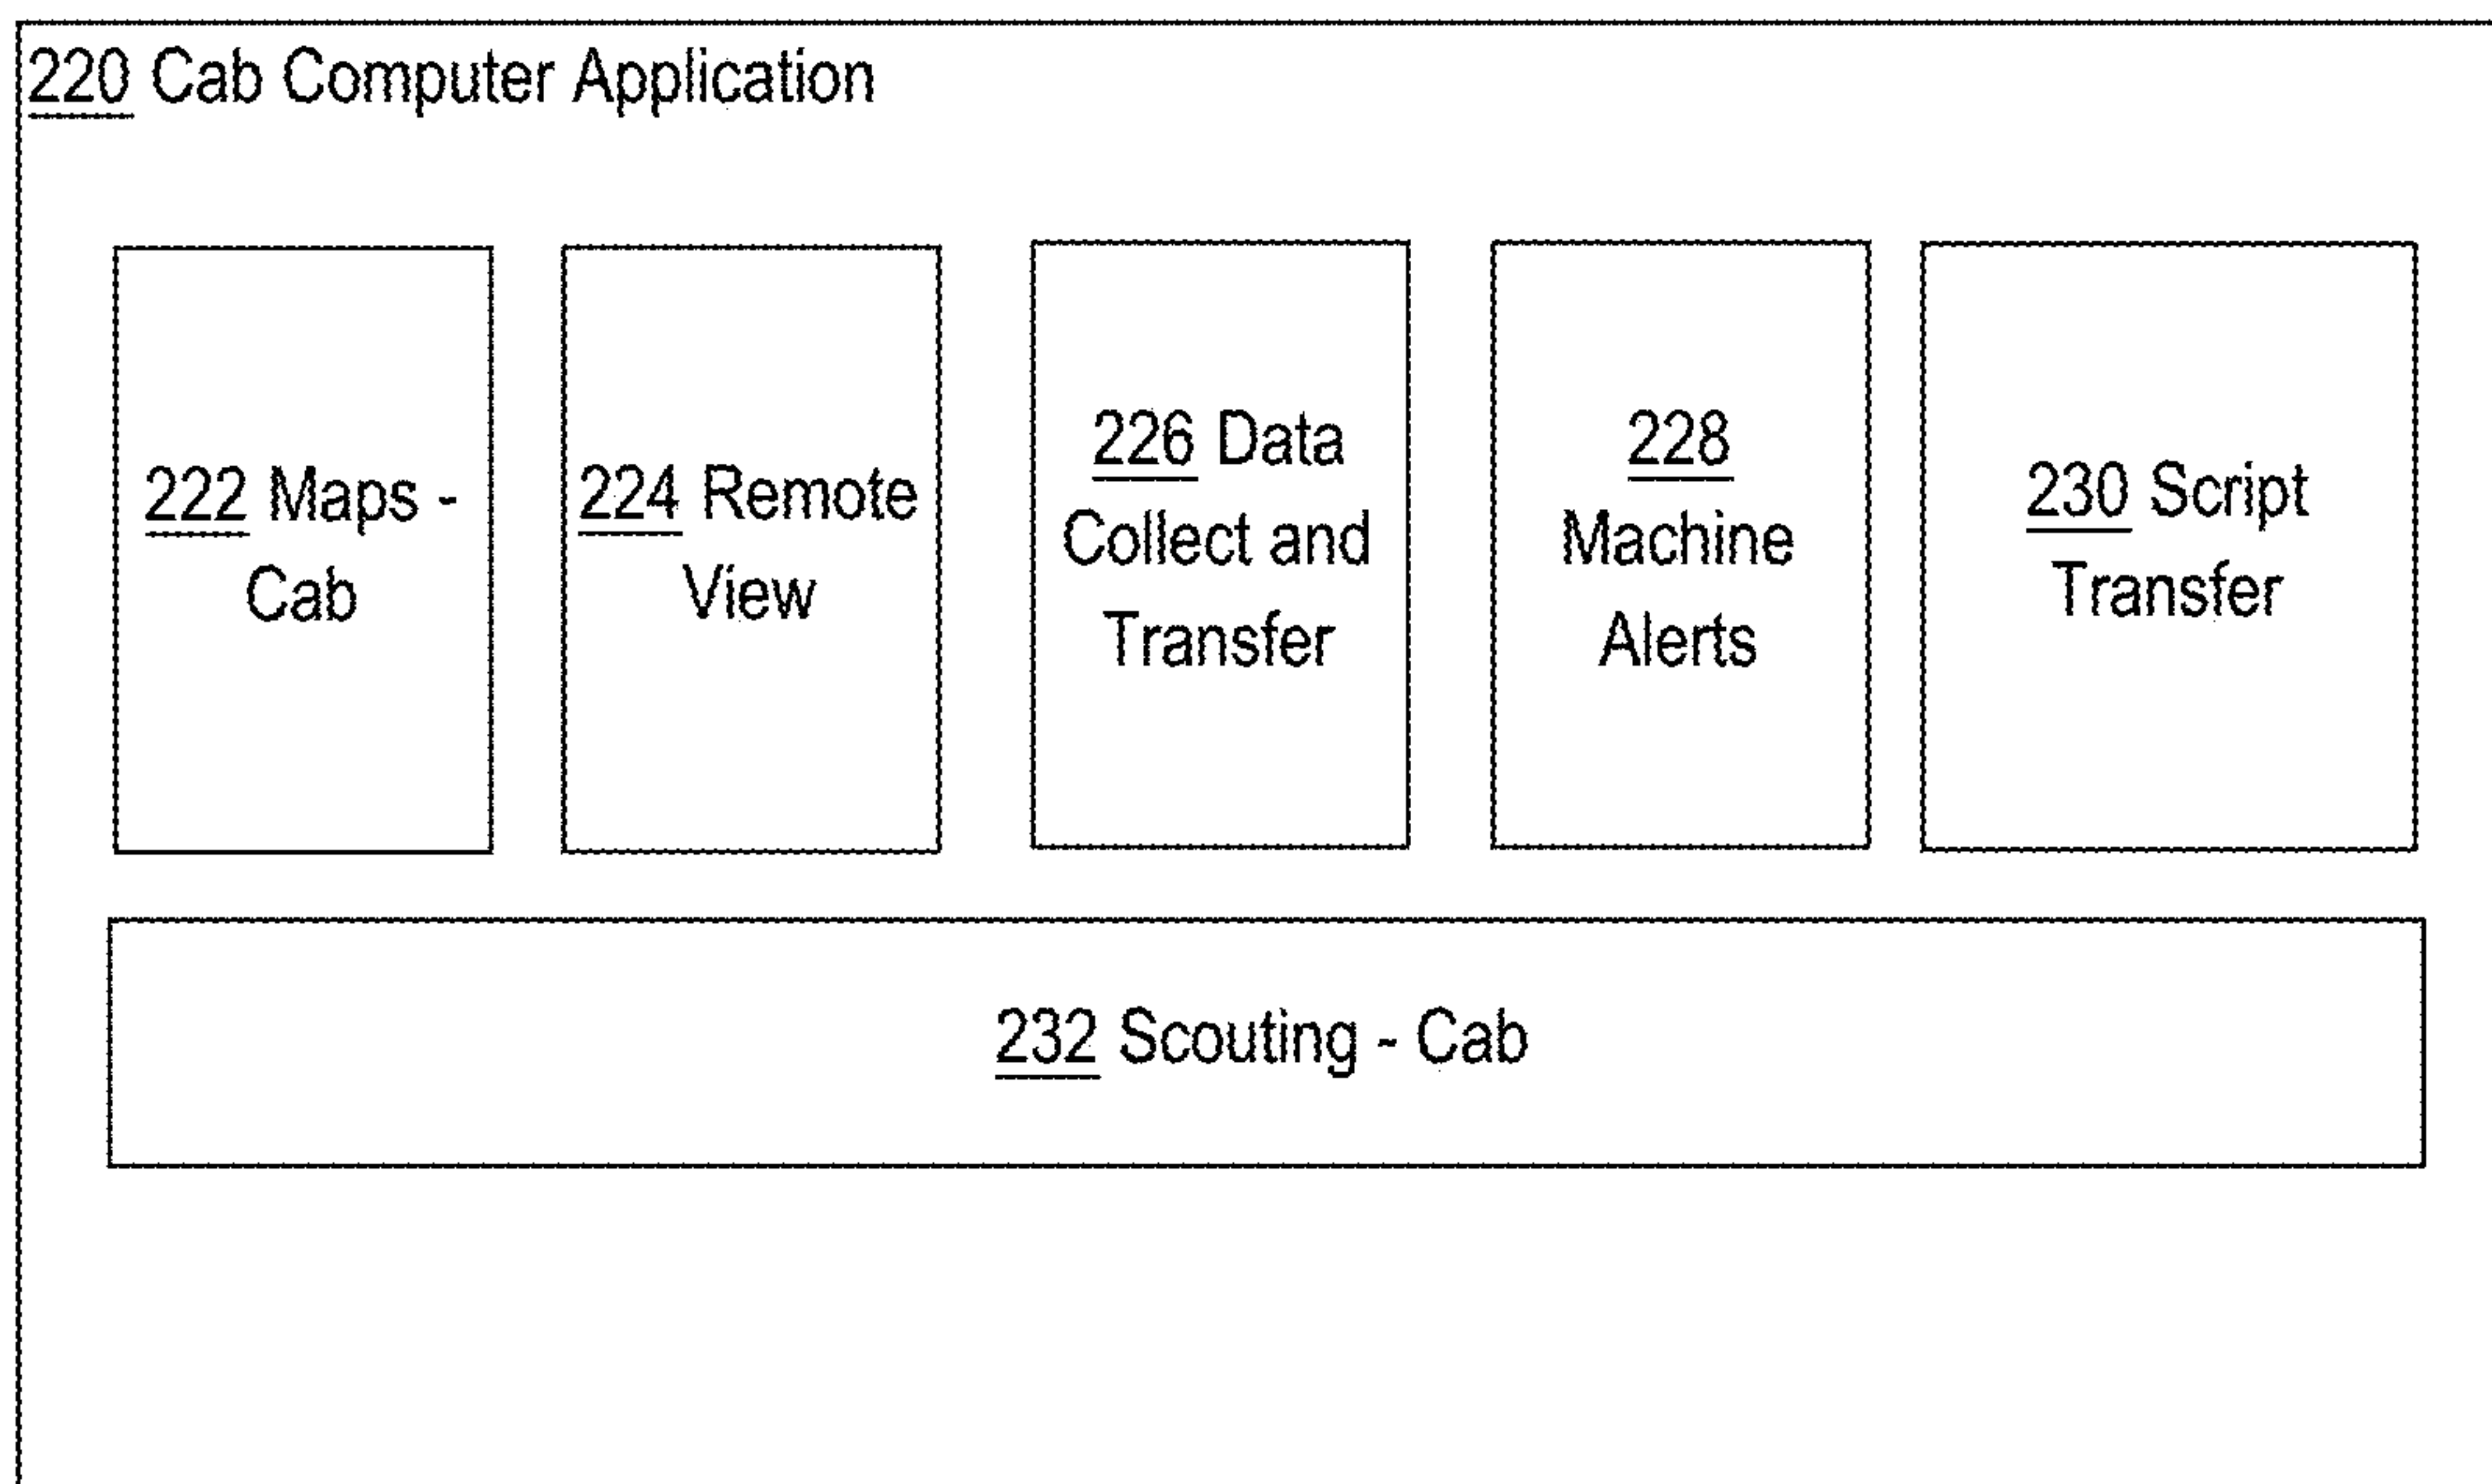 220 Cab Computer Application
222 Maps -
Cab
224 Remote
View
226 Data
Collect and
Transfer
228
Machine
Alerts
230 Script
Transfer
232 Scouting - Cab